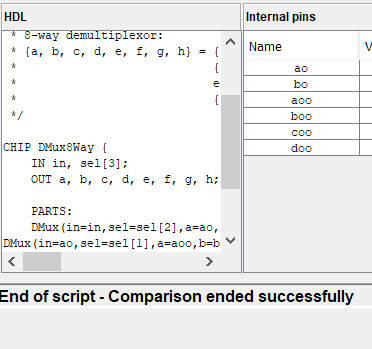 HDL
* 8-way demultiplexor:
* {a, b, c, d, e, f, g, h} = {
* {
* e
* {
*/
CHIP DMux8Way {
IN in, sel[3];
OUT a, b, c, d, e, f, g, h;
PARTS:
DMux(in=in,sel=sel[2],a=ao,
DMux(in=ao,sel=sel[1],a=aoo,b=b
Internal pins
Name V
ao
bo
aoo
boo
coo
doo
End of script - Comparison ended successfully